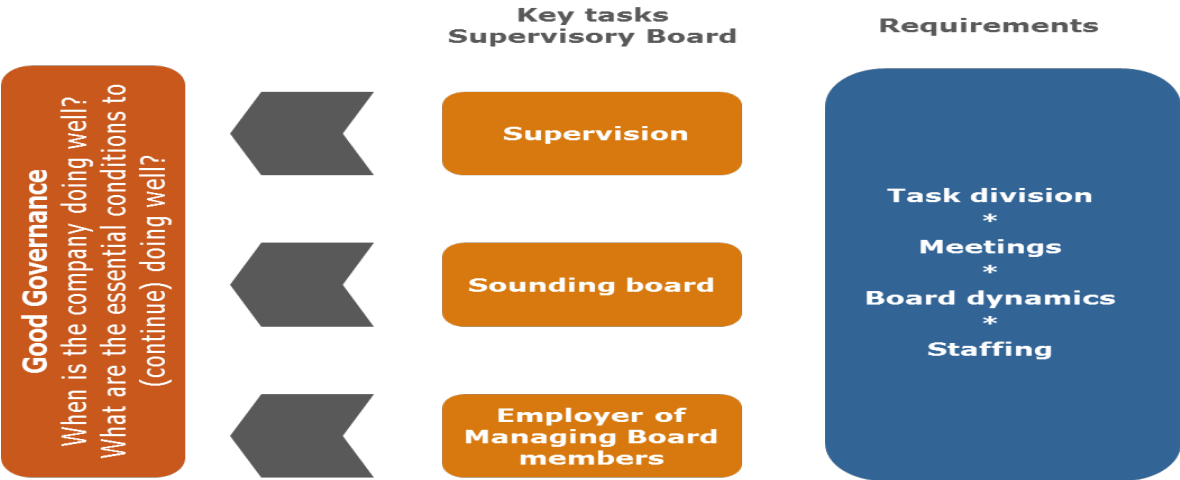 Key tasks
Supervisory Board
Requirements
Good Governance
When is the company doing well?
What are the essential conditions to
(continue) doing well?
Supervision
Sounding board
Employer of
Managing Board
members
Task division
*
Meetings
*
Board dynamics
*
Staffing